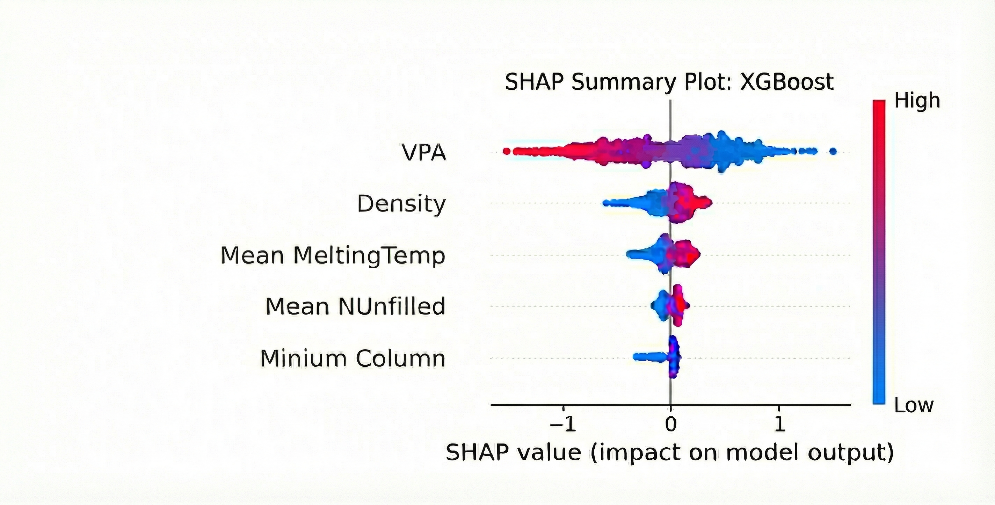 SHAP Summary Plot: XGBoost
High
VPA
Density
Mean MeltingTemp
Mean NUnfilled
Minium Column
Low
−1 0 1
SHAP value (impact on model output)